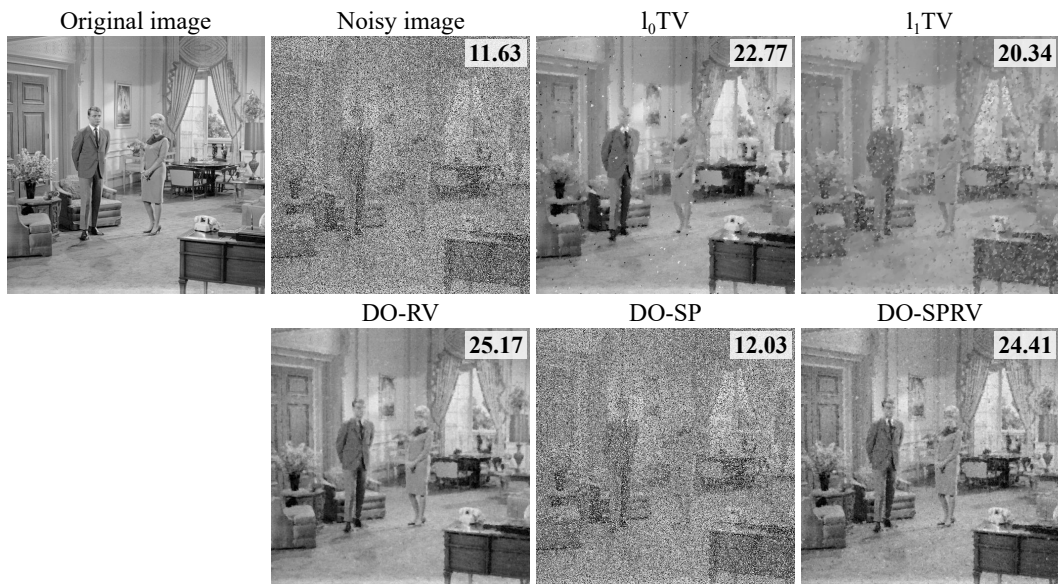 Original image
Noisy image
l₀TV
l₁TV
11.63
22.77
20.34
DO-RV
DO-SP
DO-SPRV
25.17
12.03
24.41